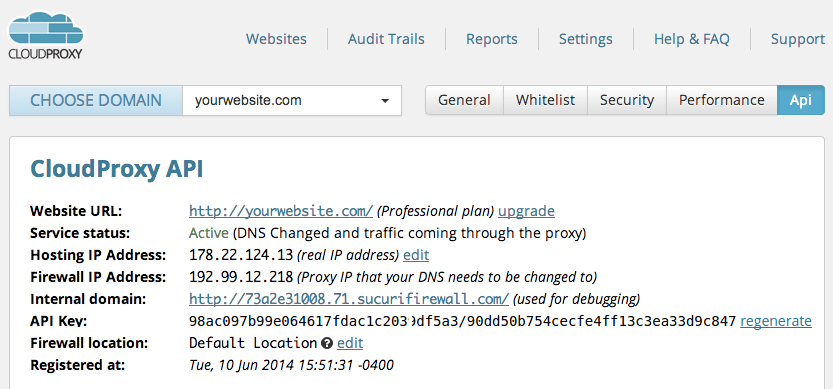 CLOUDPROXY
Websites Audit Trails Reports Settings Help & FAQ Support
CHOOSE DOMAIN yourwebsite.com General Whitelist Security Performance Api
CloudProxy API
Website URL: http://yourwebsite.com/ (Professional plan) upgrade
Service status: Active (DNS Changed and traffic coming through the proxy)
Hosting IP Address: 178.22.124.13 (real IP address) edit
Firewall IP Address: 192.99.12.218 (Proxy IP that your DNS needs to be changed to)
Internal domain: http://73a2e31008.71.sucurifirewall.com/ (used for debugging)
API Key: 98ac097b99e064617fdac1c2039df5a3/90dd50b754cecfe4ff13c3ea33d9c847 regenerate
Firewall location: Default Location ? edit
Registered at: Tue, 10 Jun 2014 15:51:31 -0400